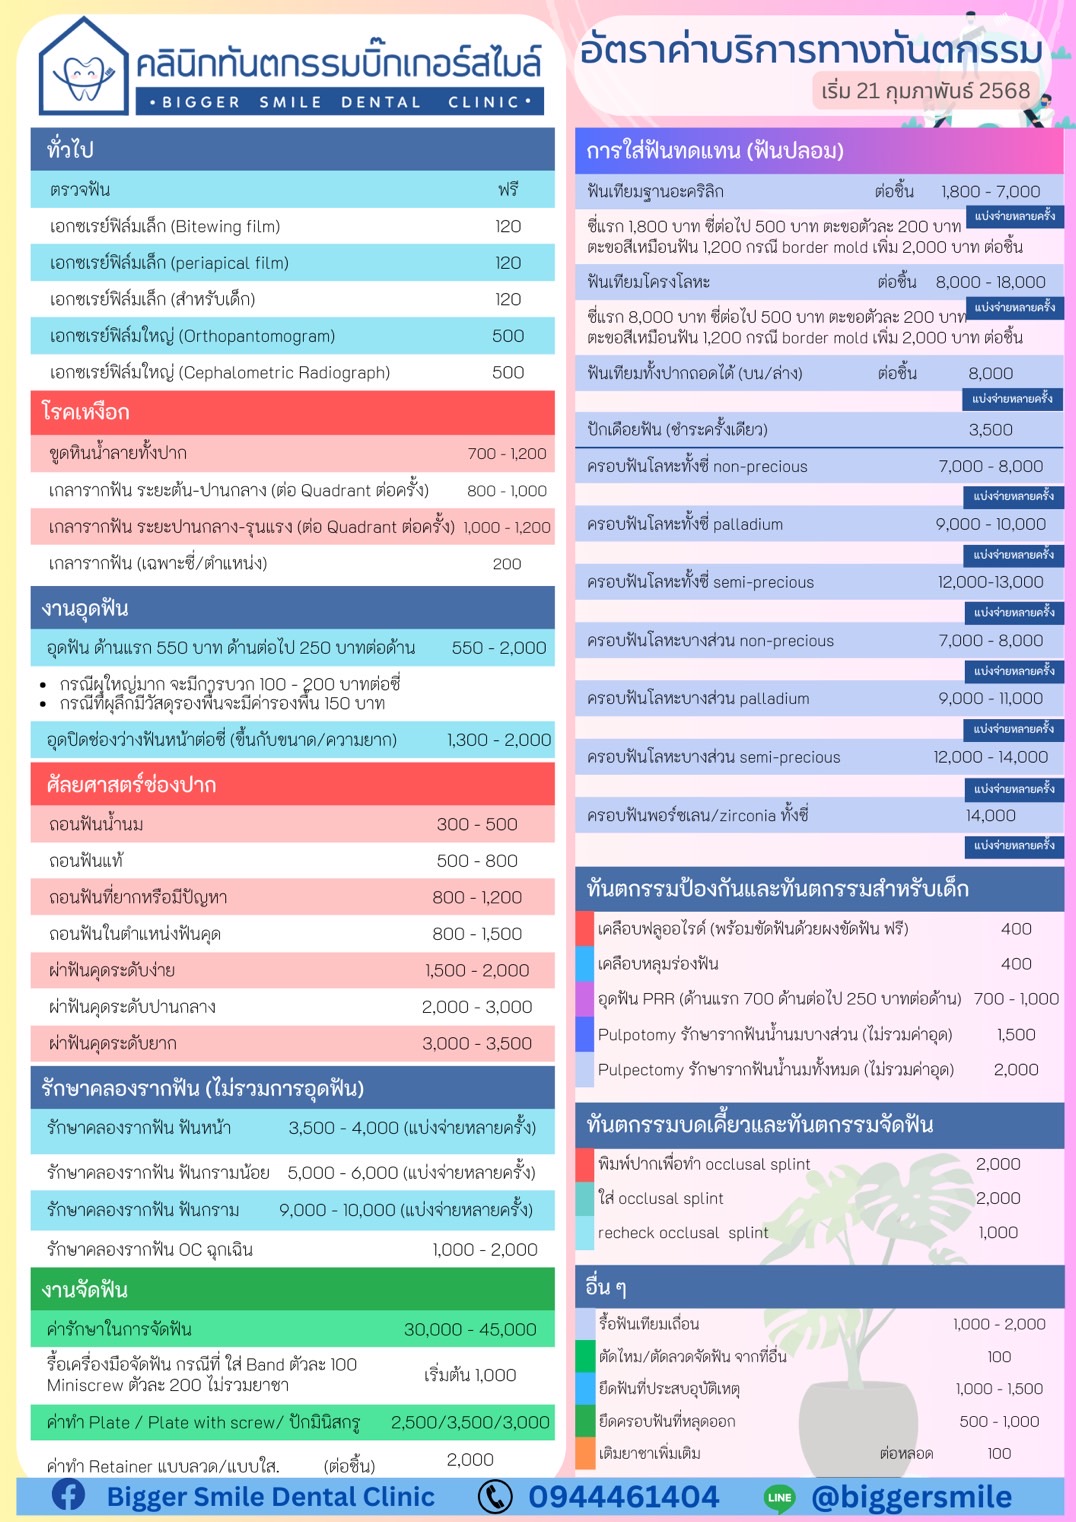 คลินิกทันตกรรมบิ๊กเกอร์สไมล์
•BIGGER SMILE DENTAL CLINIC•
อัตราค่าบริการทางทันตกรรม
เริ่ม 21 กุมภาพันธ์ 2568
ทั่วไป
ตรวจฟัน ฟรี
เอกซเรย์ฟิล์มเล็ก (Bitewing film) 120
เอกซเรย์ฟิล์มเล็ก (periapical film) 120
เอกซเรย์ฟิล์มเล็ก (สำหรับเด็ก) 120
เอกซเรย์ฟิล์มใหญ่ (Orthopantomogram) 500
เอกซเรย์ฟิล์มใหญ่ (Cephalometric Radiograph) 500
โรคเหงือก
ขูดหินน้ำลายทั้งปาก 700 - 1,200
เกลารากฟัน ระยะต้น-ปานกลาง (ต่อ Quadrant ต่อครั้ง) 800 - 1,000
เกลารากฟัน ระยะปานกลาง-รุนแรง (ต่อ Quadrant ต่อครั้ง) 1,000 - 1,200
เกลารากฟัน (เฉพาะซี่/ตำแหน่ง) 200
งานอุดฟัน
อุดฟัน ด้านแรก 550 บาท ด้านต่อไป 250 บาทต่อด้าน 550 - 2,000
• กรณีผุใหญ่มาก จะมีการบวก 100 - 200 บาทต่อซี่
• กรณีที่ผุลึกมีวัสดุรองพื้นจะมีค่ารองพื้น 150 บาท
อุดปิดช่องว่างฟันหน้าต่อซี่ (ขึ้นกับขนาด/ความยาก) 1,300 - 2,000
ศัลยศาสตร์ช่องปาก
ถอนฟันน้ำนม 300 - 500
ถอนฟันแท้ 500 - 800
ถอนฟันที่ยากหรือมีปัญหา 800 - 1,200
ถอนฟันในตำแหน่งฟันคุด 800 - 1,500
ผ่าฟันคุดระดับง่าย 1,500 - 2,000
ผ่าฟันคุดระดับปานกลาง 2,000 - 3,000
ผ่าฟันคุดระดับยาก 3,000 - 3,500
รักษาคลองรากฟัน (ไม่รวมการอุดฟัน)
รักษาคลองรากฟัน ฟันหน้า 3,500 - 4,000 (แบ่งจ่ายหลายครั้ง)
รักษาคลองรากฟัน ฟันกรามน้อย 5,000 - 6,000 (แบ่งจ่ายหลายครั้ง)
รักษาคลองรากฟัน ฟันกราม 9,000 - 10,000 (แบ่งจ่ายหลายครั้ง)
รักษาคลองรากฟัน OC ฉุกเฉิน 1,000 - 2,000
งานจัดฟัน
ค่ารักษาในการจัดฟัน 30,000 - 45,000
รื้อเครื่องมือจัดฟัน กรณีที่ ใส่ Band ตัวละ 100
Miniscrew ตัวละ 200 ไม่รวมยาชา เริ่มต้น 1,000
ค่าทำ Plate / Plate with screw/ ปักมินิสกรู 2,500/3,500/3,000
ค่าทำ Retainer แบบลวด/แบบใส. (ต่อชิ้น) 2,000
การใส่ฟันทดแทน (ฟันปลอม)
ฟันเทียมฐานอะคริลิก ต่อชิ้น 1,800 - 7,000
แบ่งจ่ายหลายครั้ง
ซี่แรก 1,800 บาท ซี่ต่อไป 500 บาท ตะขอตัวละ 200 บาท
ตะขอสีเหมือนฟัน 1,200 กรณี border mold เพิ่ม 2,000 บาท ต่อชิ้น
ฟันเทียมโครงโลหะ ต่อชิ้น 8,000 - 18,000
แบ่งจ่ายหลายครั้ง
ซี่แรก 8,000 บาท ซี่ต่อไป 500 บาท ตะขอตัวละ 200 บาท
ตะขอสีเหมือนฟัน 1,200 กรณี border mold เพิ่ม 2,000 บาท ต่อชิ้น
ฟันเทียมทั้งปากถอดได้ (บน/ล่าง) ต่อชิ้น 8,000
แบ่งจ่ายหลายครั้ง
ปักเดือยฟัน (ชำระครั้งเดียว) 3,500
ครอบฟันโลหะทั้งซี่ non-precious 7,000 - 8,000
แบ่งจ่ายหลายครั้ง
ครอบฟันโลหะทั้งซี่ palladium 9,000 - 10,000
แบ่งจ่ายหลายครั้ง
ครอบฟันโลหะทั้งซี่ semi-precious 12,000-13,000
แบ่งจ่ายหลายครั้ง
ครอบฟันโลหะบางส่วน non-precious 7,000 - 8,000
แบ่งจ่ายหลายครั้ง
ครอบฟันโลหะบางส่วน palladium 9,000 - 11,000
แบ่งจ่ายหลายครั้ง
ครอบฟันโลหะบางส่วน semi-precious 12,000 - 14,000
แบ่งจ่ายหลายครั้ง
ครอบฟันพอร์ซเลน/zirconia ทั้งซี่ 14,000
แบ่งจ่ายหลายครั้ง
ทันตกรรมป้องกันและทันตกรรมสำหรับเด็ก
เคลือบฟลูออไรด์ (พร้อมขัดฟันด้วยผงขัดฟัน ฟรี) 400
เคลือบหลุมร่องฟัน 400
อุดฟัน PRR (ด้านแรก 700 ด้านต่อไป 250 บาทต่อด้าน) 700 - 1,000
Pulpotomy รักษารากฟันน้ำนมบางส่วน (ไม่รวมค่าอุด) 1,500
Pulpectomy รักษารากฟันน้ำนมทั้งหมด (ไม่รวมค่าอุด) 2,000
ทันตกรรมบดเคี้ยวและทันตกรรมจัดฟัน
พิมพ์ปากเพื่อทำ occlusal splint 2,000
ใส่ occlusal splint 2,000
recheck occlusal splint 1,000
อื่น ๆ
รื้อฟันเทียมเถื่อน 1,000 - 2,000
ตัดไหม/ตัดลวดจัดฟัน จากที่อื่น 100
ยึดฟันที่ประสบอุบัติเหตุ 1,000 - 1,500
ยึดครอบฟันที่หลุดออก 500 - 1,000
เติมยาชาเพิ่มเติม ต่อหลอด 100
Bigger Smile Dental Clinic 0944461404 LINE @biggersmile